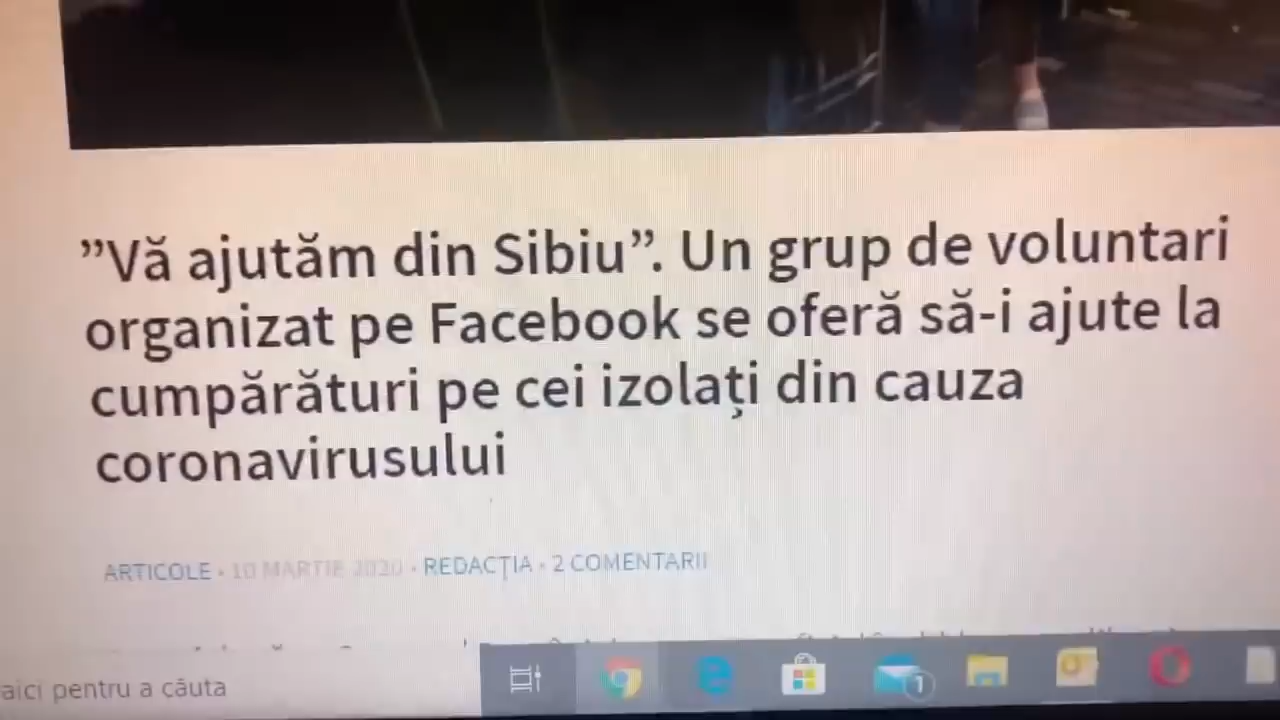 ”Vă ajutăm din Sibiu”. Un grup de voluntari
organizat pe Facebook se oferă să-i ajute la
cumpărături pe cei izolați din cauza
coronavirusului
ARTICOLE • 10 MARTIE 2020 • REDACȚIA • 2 COMENTARII
aici pentru a căuta
1